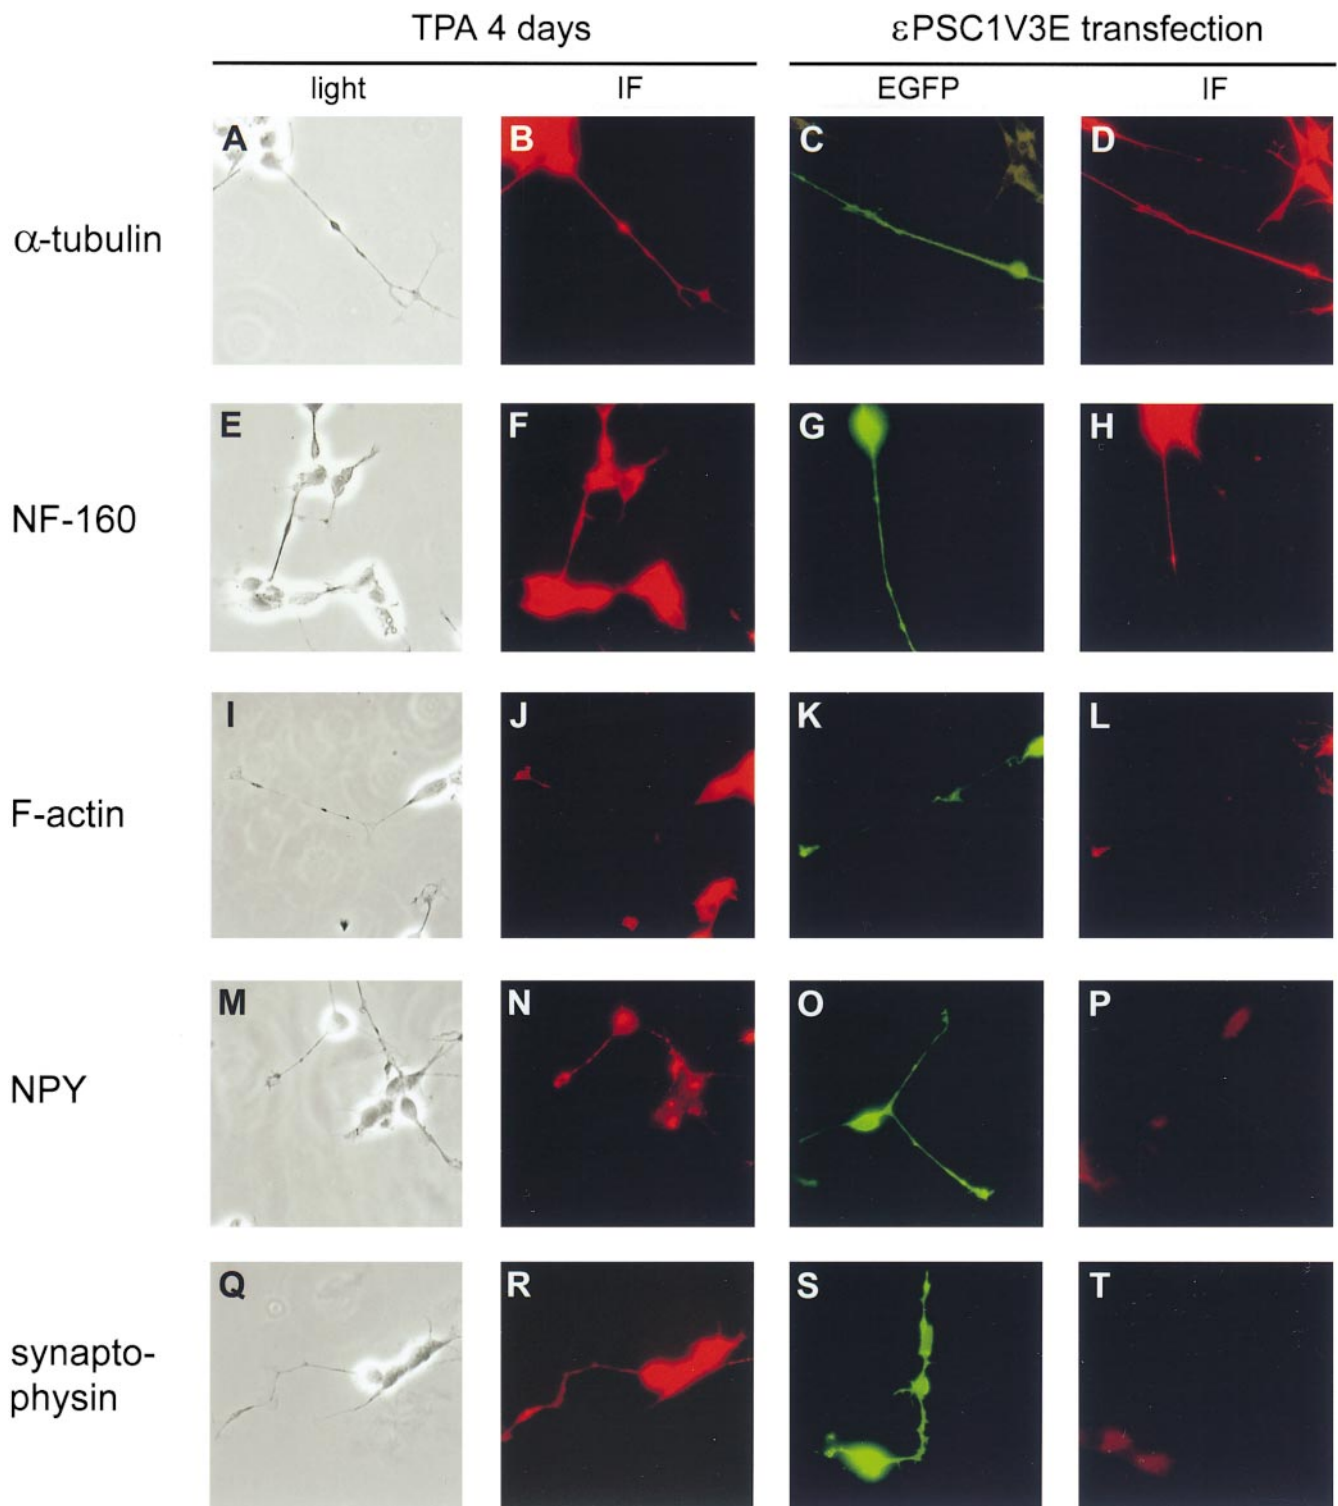 TPA 4 days
εPSC1V3E transfection
light
IF
EGFP
IF
A
B
C
D
α-tubulin
E
F
G
H
NF-160
I
J
K
L
F-actin
M
N
O
P
NPY
Q
R
S
T
synapto-
physin